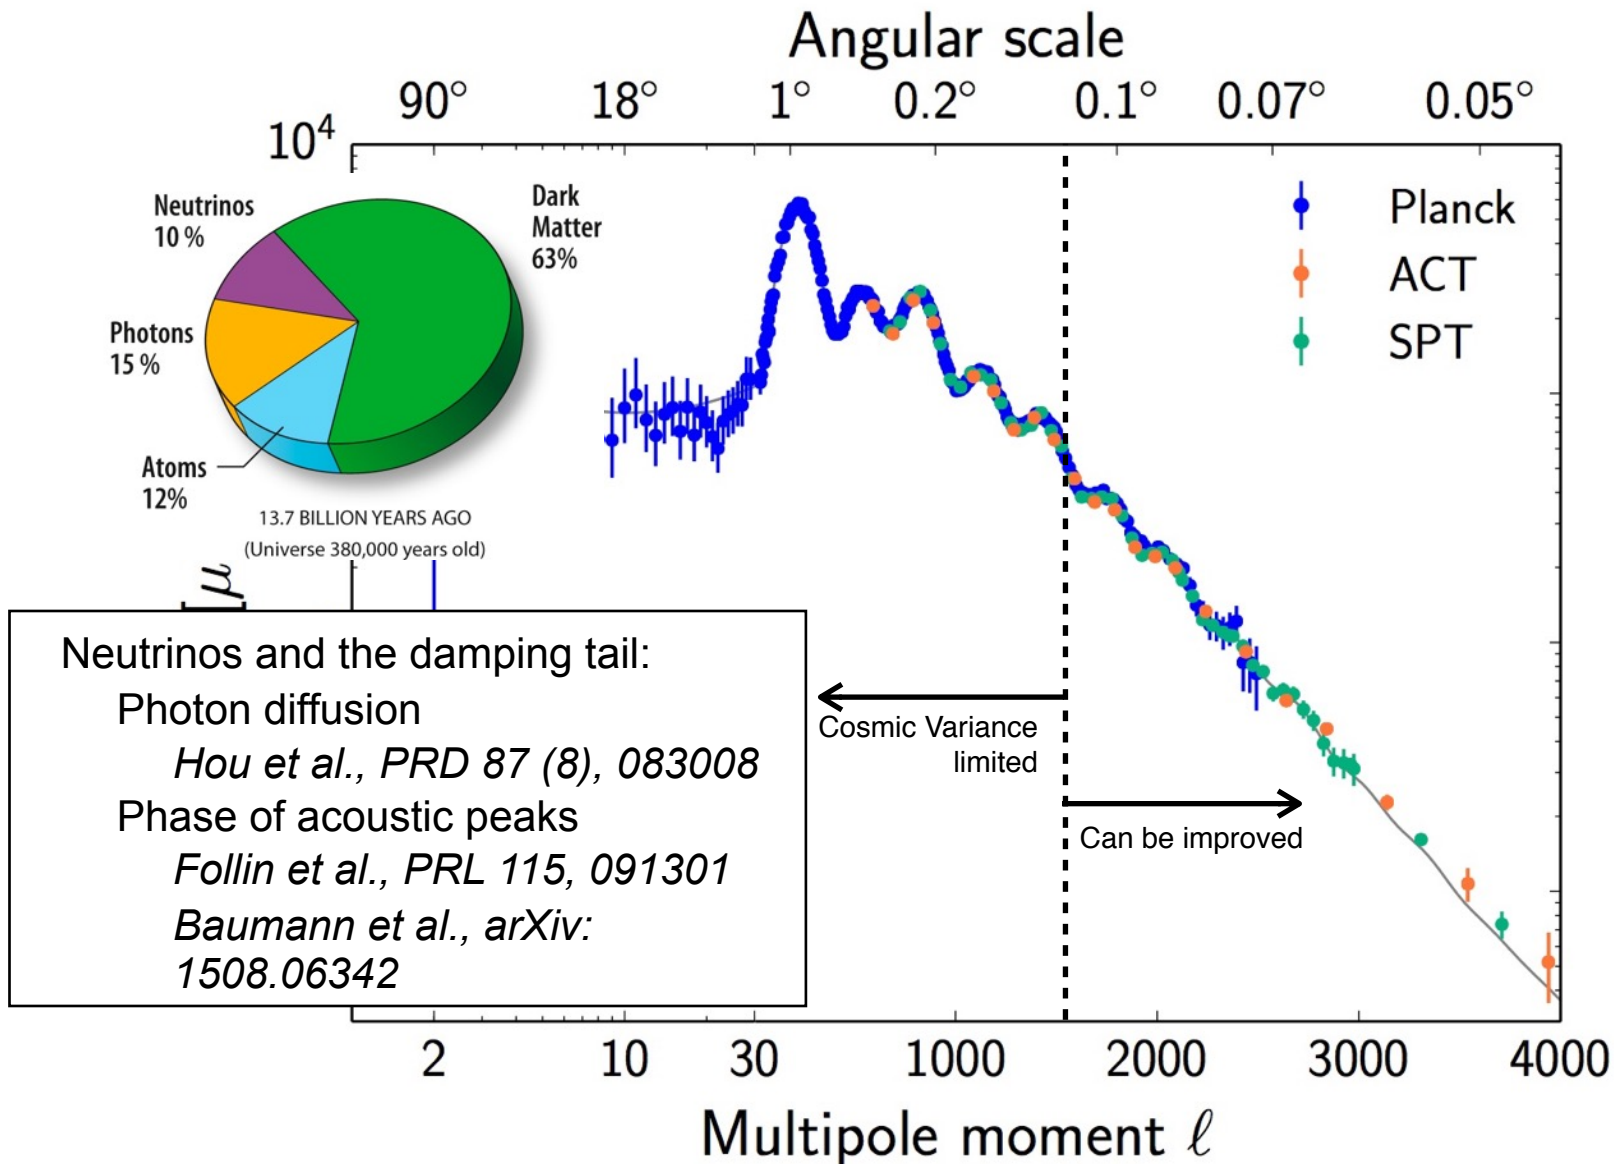 Angular scale
90° 18° 1° 0.2° 0.1° 0.07° 0.05°
10⁴
Neutrinos
10 %
Dark
Matter
63%
Photons
15 %
Atoms
12%
13.7 BILLION YEARS AGO
(Universe 380,000 years old)
Planck
ACT
SPT
[μ
Neutrinos and the damping tail:
Photon diffusion
Hou et al., PRD 87 (8), 083008
Phase of acoustic peaks
Follin et al., PRL 115, 091301
Baumann et al., arXiv:
1508.06342
Cosmic Variance
limited
Can be improved
2 10 30 1000 2000 3000 4000
Multipole moment ℓ